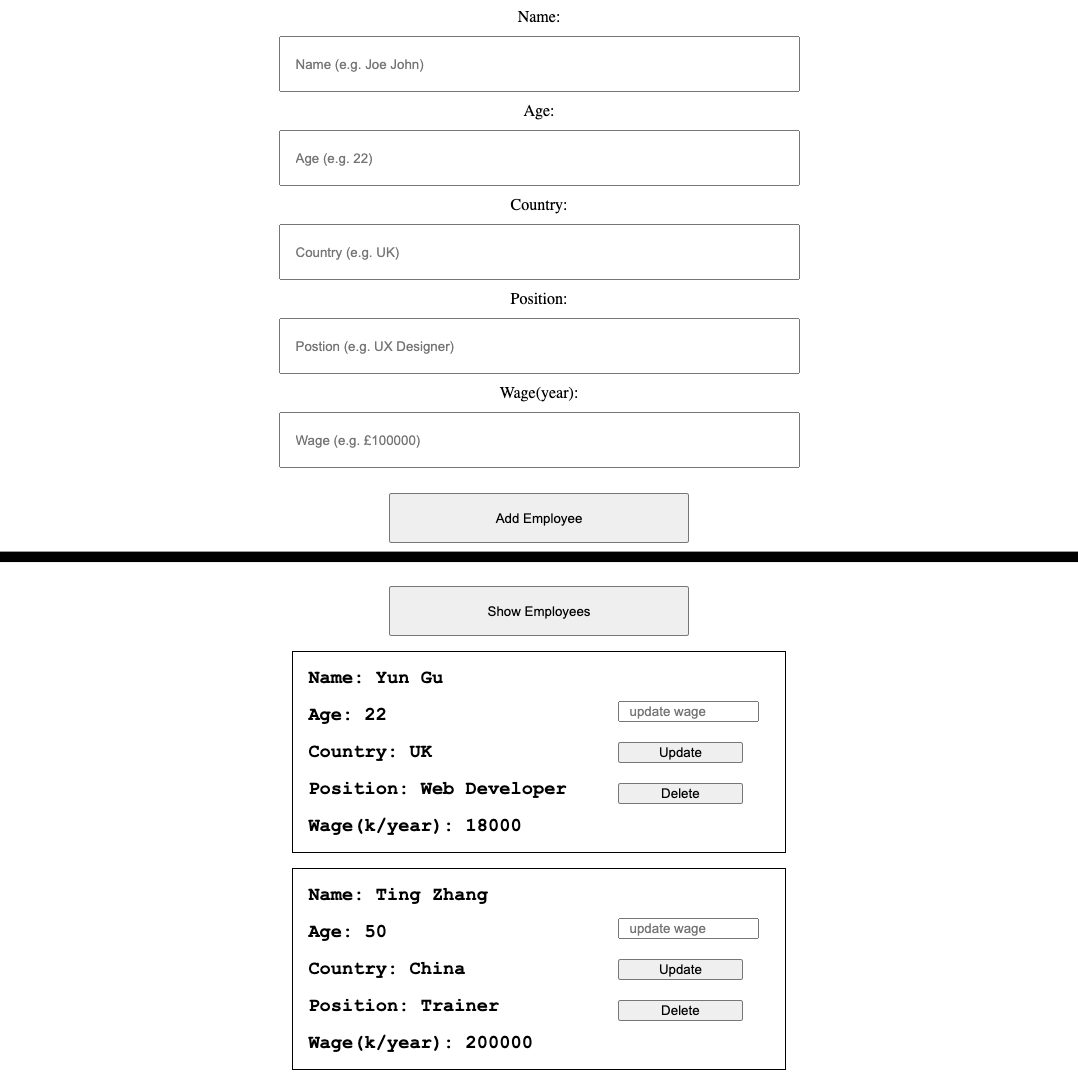 Name:
Name (e.g. Joe John)
Age:
Age (e.g. 22)
Country:
Country (e.g. UK)
Position:
Postion (e.g. UX Designer)
Wage(year):
Wage (e.g. £100000)
Add Employee
Show Employees
Name: Yun Gu
Age: 22
Country: UK
Position: Web Developer
Wage(k/year): 18000
update wage
Update
Delete
Name: Ting Zhang
Age: 50
Country: China
Position: Trainer
Wage(k/year): 200000
update wage
Update
Delete